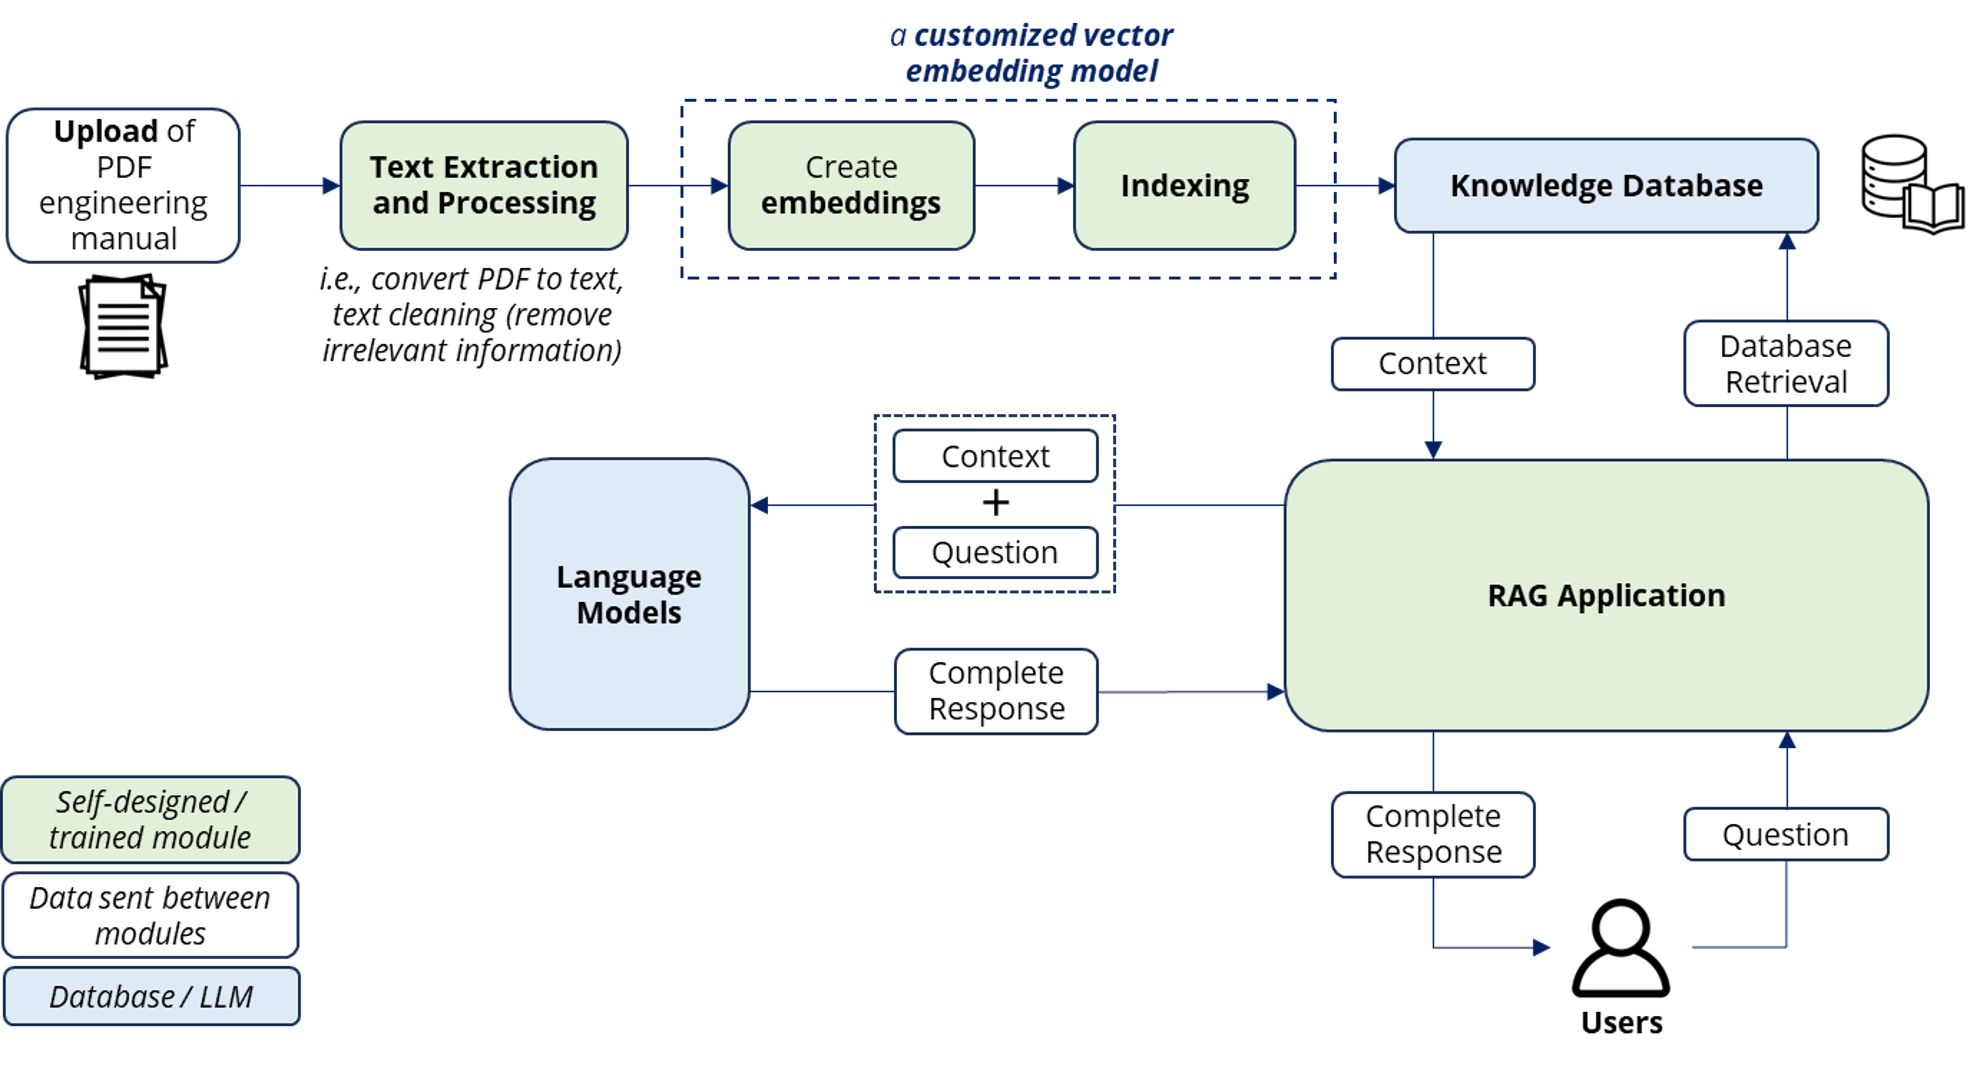 a customized vector
embedding model
Upload of
PDF
engineering
manual
Text Extraction
and Processing
i.e., convert PDF to text,
text cleaning (remove
irrelevant information)
Create
embeddings
Indexing
Knowledge Database
Context
Database
Retrieval
Context
+
Question
Language
Models
RAG Application
Complete
Response
Complete
Response
Question
Users
Self-designed /
trained module
Data sent between
modules
Database / LLM